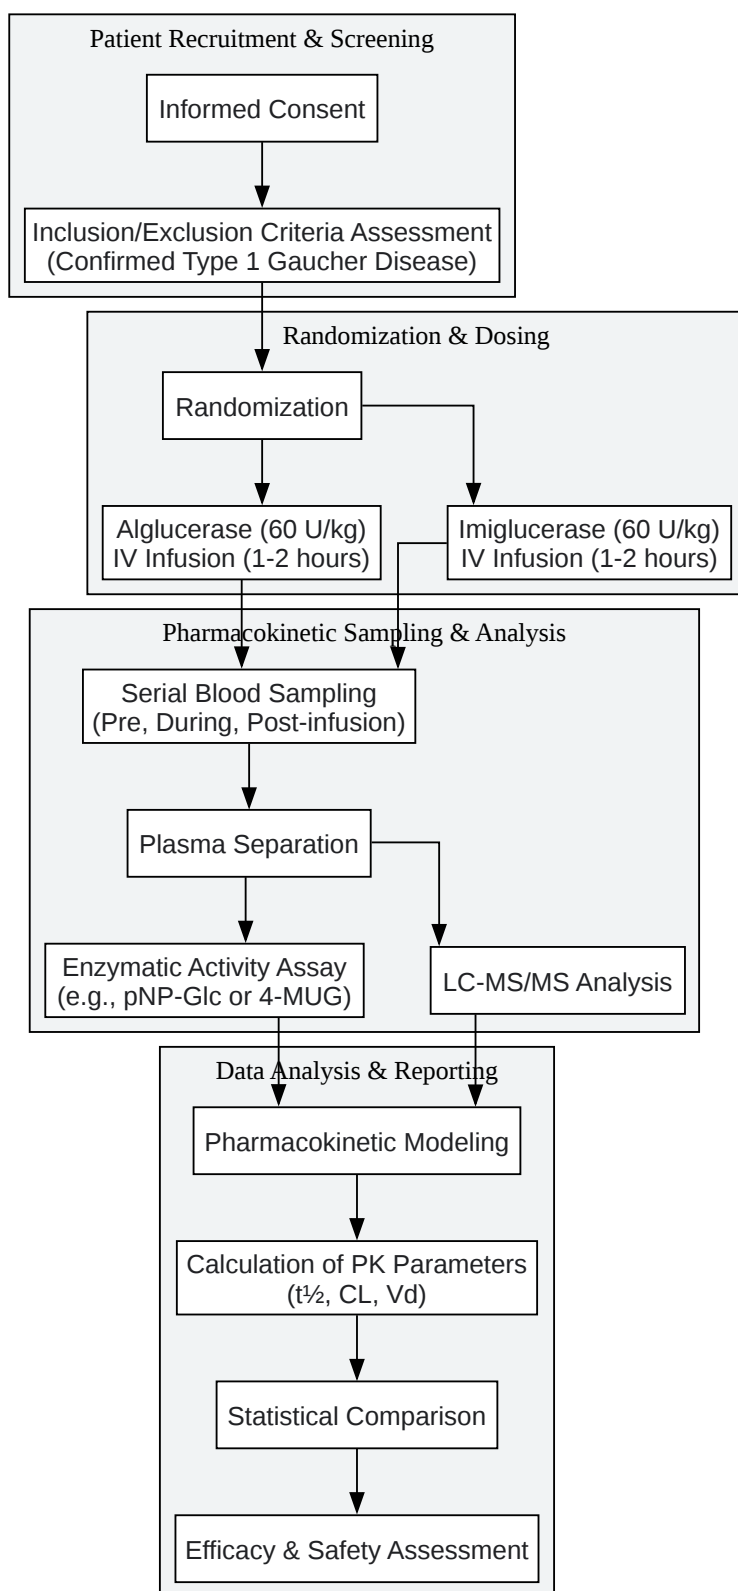 Patient Recruitment & Screening
Informed Consent
Inclusion/Exclusion Criteria Assessment
(Confirmed Type 1 Gaucher Disease)
Randomization & Dosing
Randomization
Alglucerase (60 U/kg)
IV Infusion (1-2 hours)
Imiglucerase (60 U/kg)
IV Infusion (1-2 hours)
Pharmacokinetic Sampling & Analysis
Serial Blood Sampling
(Pre, During, Post-infusion)
Plasma Separation
Enzymatic Activity Assay
(e.g., pNP-Glc or 4-MUG)
LC-MS/MS Analysis
Data Analysis & Reporting
Pharmacokinetic Modeling
Calculation of PK Parameters
(t½, CL, Vd)
Statistical Comparison
Efficacy & Safety Assessment